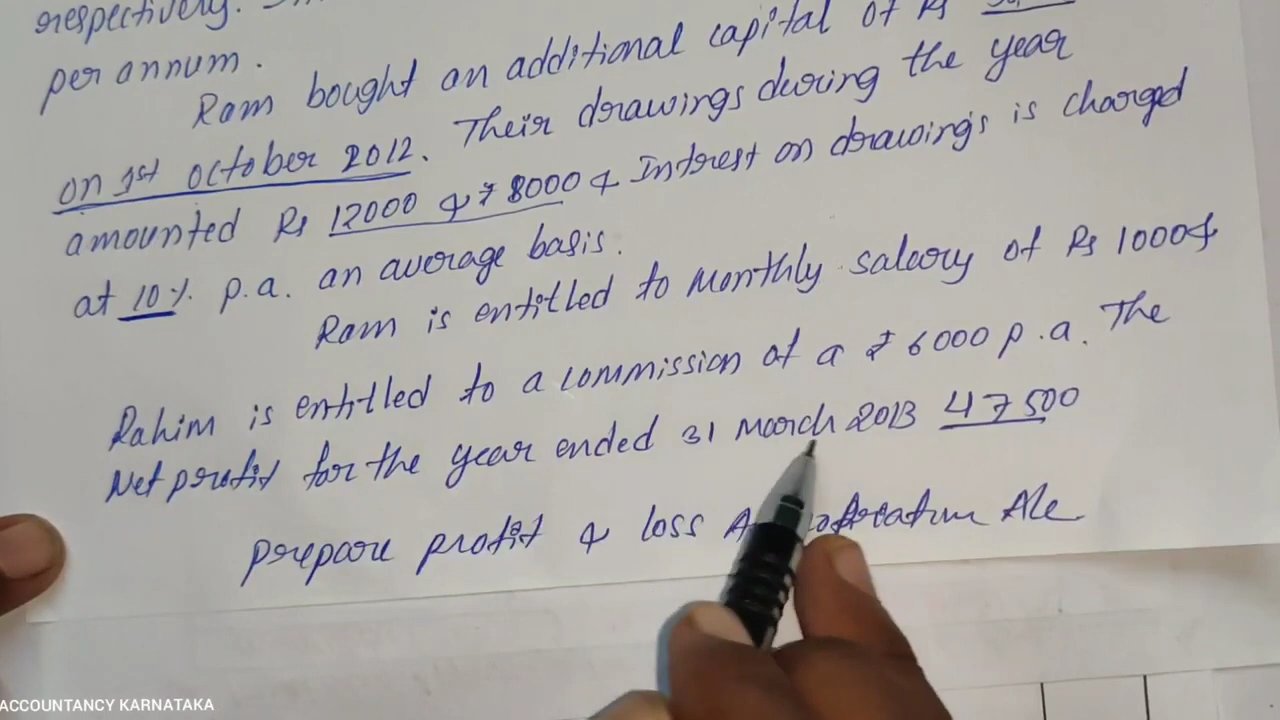 respectively.
per annum.
Ram bought an additional capital of Rs
on 1st October 2012. Their drawings during the year
amounted Rs 12000 & ₹ 8000 & Interest on drawings is charged
at 10% p.a. an average basis.
Ram is entitled to Monthly salary of Rs 1000 &
Rahim is entitled to a commission of a ₹ 6000 p.a. The
Net profit for the year ended 31 March 2013 47500
prepare profit & loss A/c
ACCOUNTANCY KARNATAKA